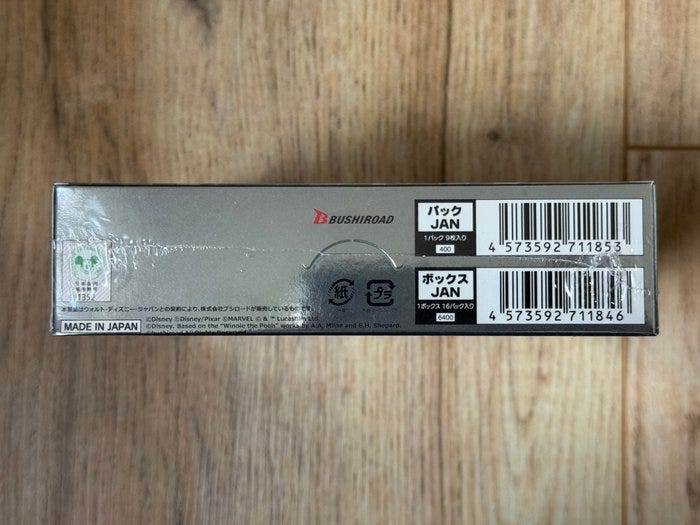 BUSHIROAD
パック
JAN
1パック 9枚入り
400
4 573592 711853
ボックス
JAN
1ボックス 16パック入り
6400
4 573592 711846
紙
プラ
135
本製品はウォルト・ディズニー・ジャパンとの契約により、株式会社ブシロードが販売しているものです。
MADE IN JAPAN
©Disney ©Disney/Pixar ©MARVEL © & ™ Lucasfilm Ltd.
©Disney. Based on the "Winnie the Pooh" works by A.A. Milne and E.H. Shepard.
All Rights